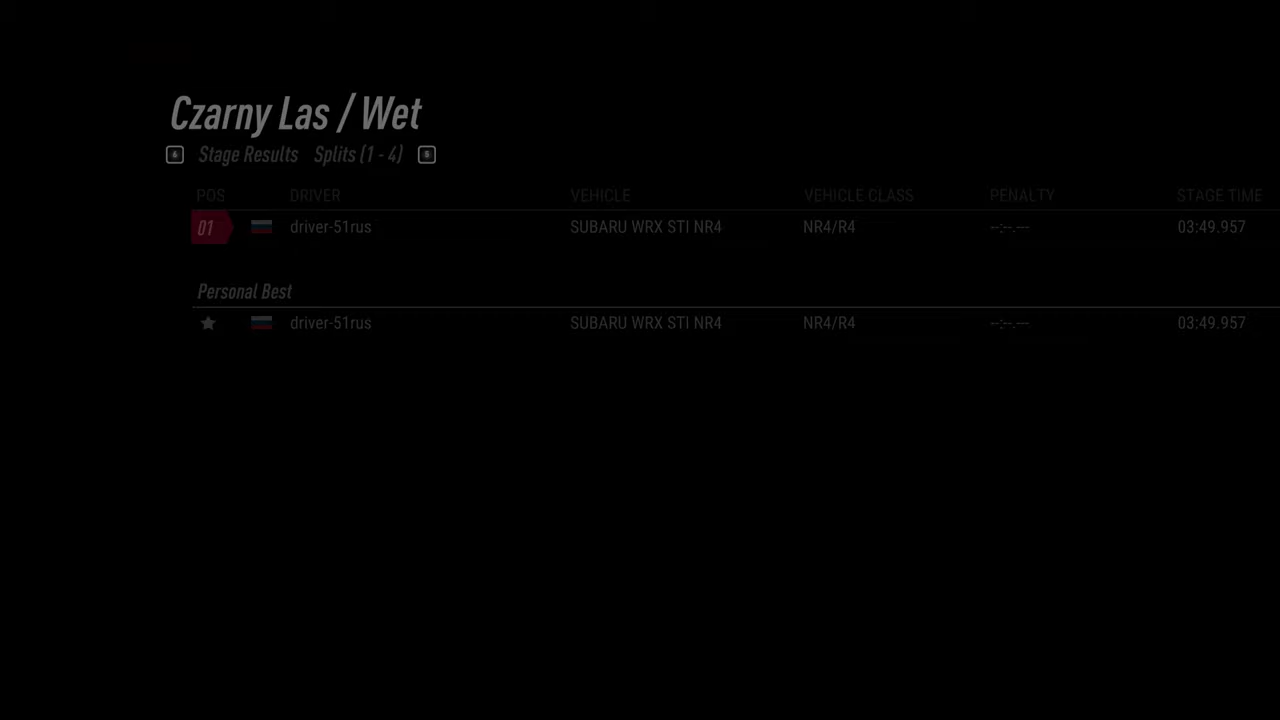 Czarny Las / Wet
6 Stage Results Splits (1 - 4) 5
POS DRIVER VEHICLE VEHICLE CLASS PENALTY STAGE TIME
01 driver-51rus SUBARU WRX STI NR4 NR4/R4 --:--.--- 03:49.957
Personal Best
driver-51rus SUBARU WRX STI NR4 NR4/R4 --:--.--- 03:49.957